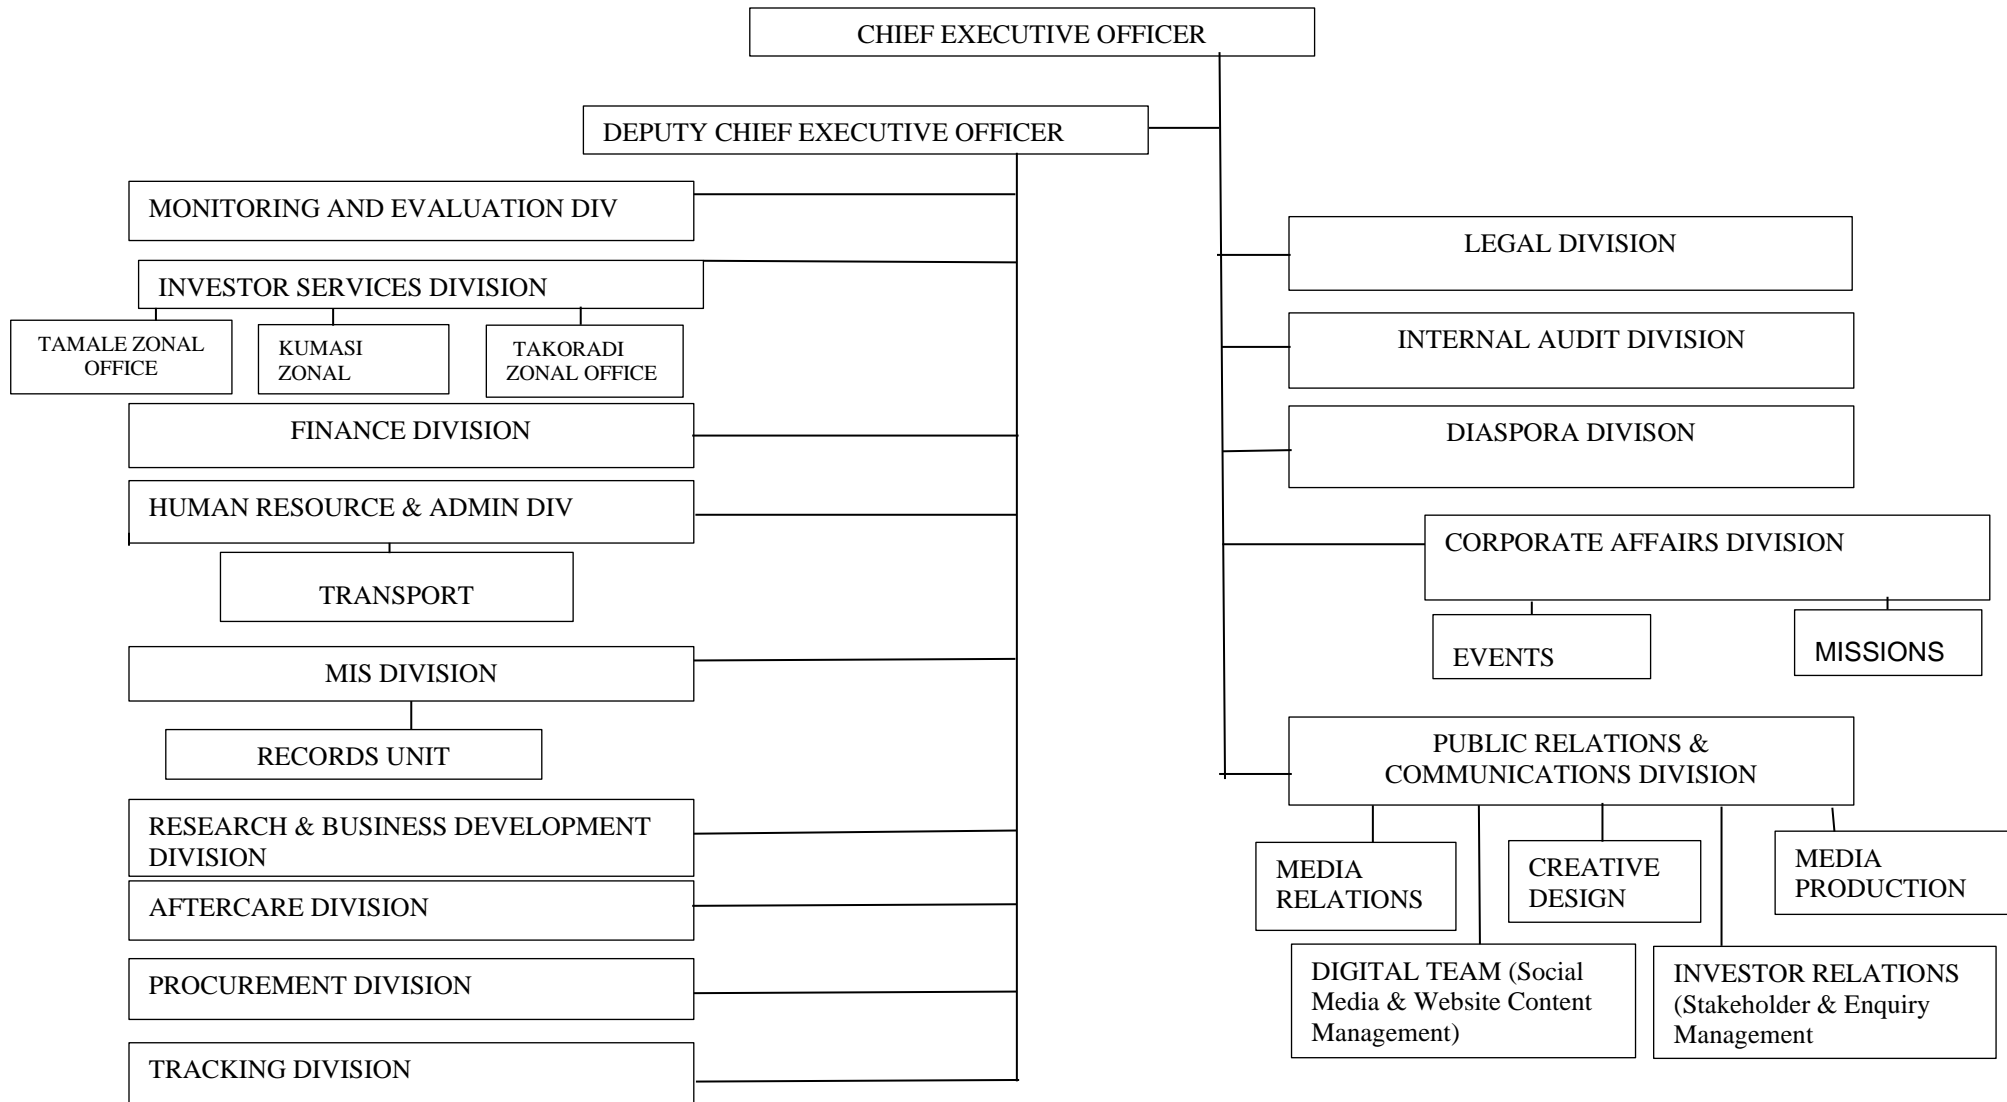 CHIEF EXECUTIVE OFFICER
DEPUTY CHIEF EXECUTIVE OFFICER
MONITORING AND EVALUATION DIV
INVESTOR SERVICES DIVISION
TAMALE ZONAL
OFFICE
KUMASI
ZONAL
TAKORADI
ZONAL OFFICE
FINANCE DIVISION
HUMAN RESOURCE & ADMIN DIV
TRANSPORT
MIS DIVISION
RECORDS UNIT
RESEARCH & BUSINESS DEVELOPMENT
DIVISION
AFTERCARE DIVISION
PROCUREMENT DIVISION
TRACKING DIVISION
LEGAL DIVISION
INTERNAL AUDIT DIVISION
DIASPORA DIVISON
CORPORATE AFFAIRS DIVISION
EVENTS
MISSIONS
PUBLIC RELATIONS &
COMMUNICATIONS DIVISION
MEDIA
RELATIONS
CREATIVE
DESIGN
MEDIA
PRODUCTION
DIGITAL TEAM (Social
Media & Website Content
Management)
INVESTOR RELATIONS
(Stakeholder & Enquiry
Management